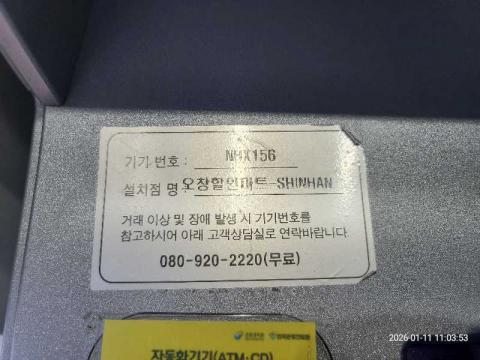 기기 번호 : NHX156
설치점 명 오창할인마트-SHINHAN
거래 이상 및 장애 발생 시 기기번호를
참고하시어 아래 고객상담실로 연락바랍니다.
080-920-2220(무료)
자동화기기(ATM·CD)
2026-01-11 11:03:53